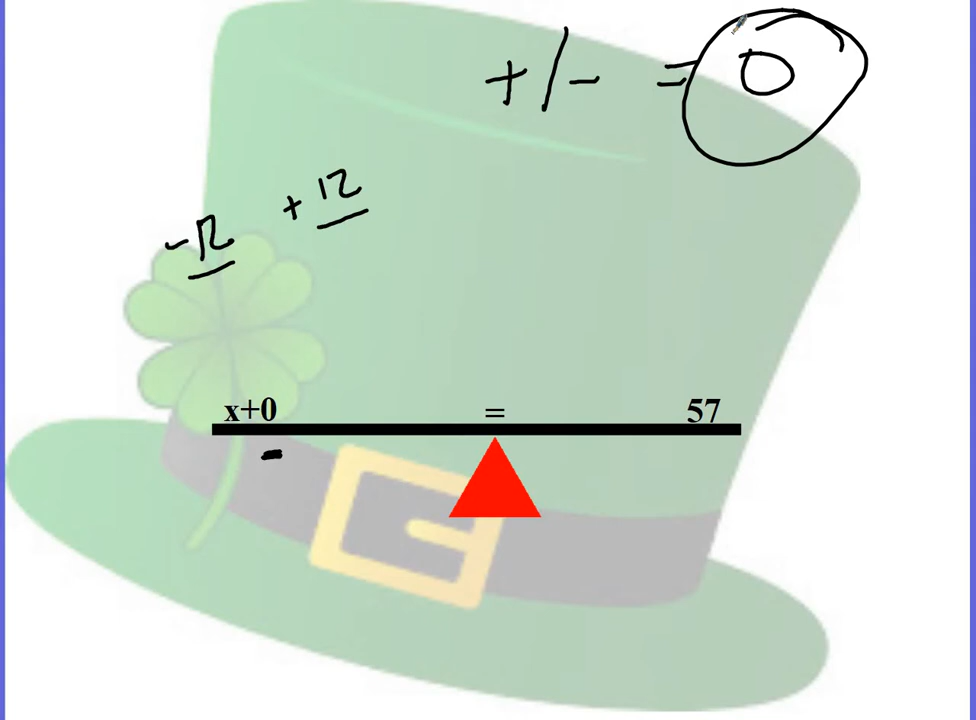 +/- = 0
-12 +12
x+0 = 57
-